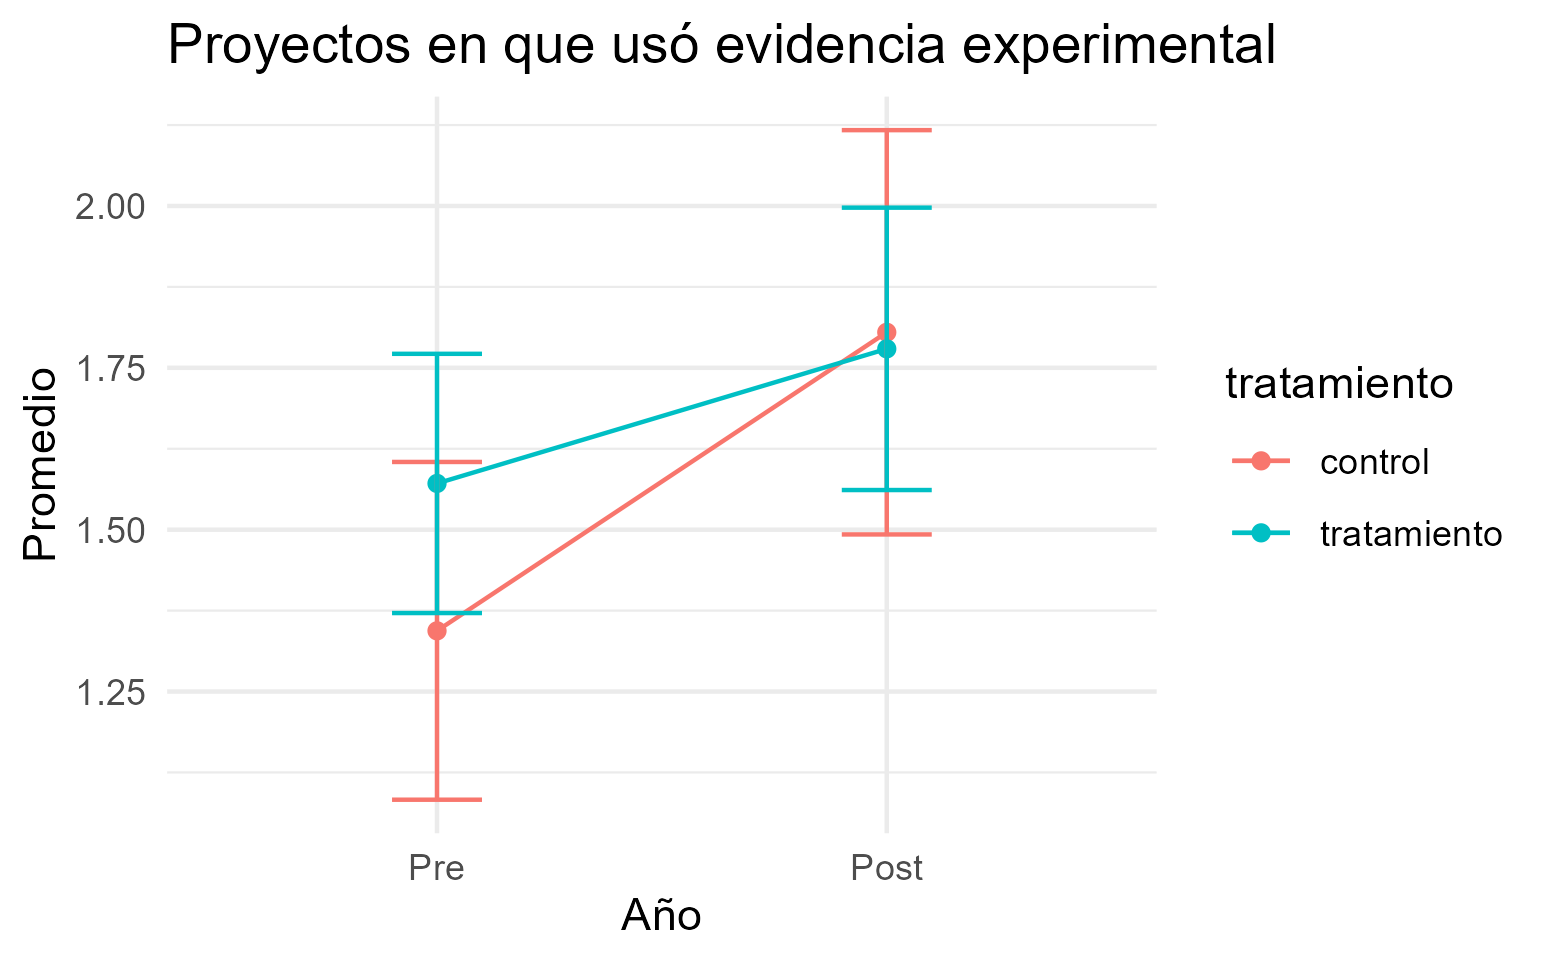 Proyectos en que usó evidencia experimental
Promedio
2.00
1.75
1.50
1.25
Pre
Post
Año
tratamiento
control
tratamiento